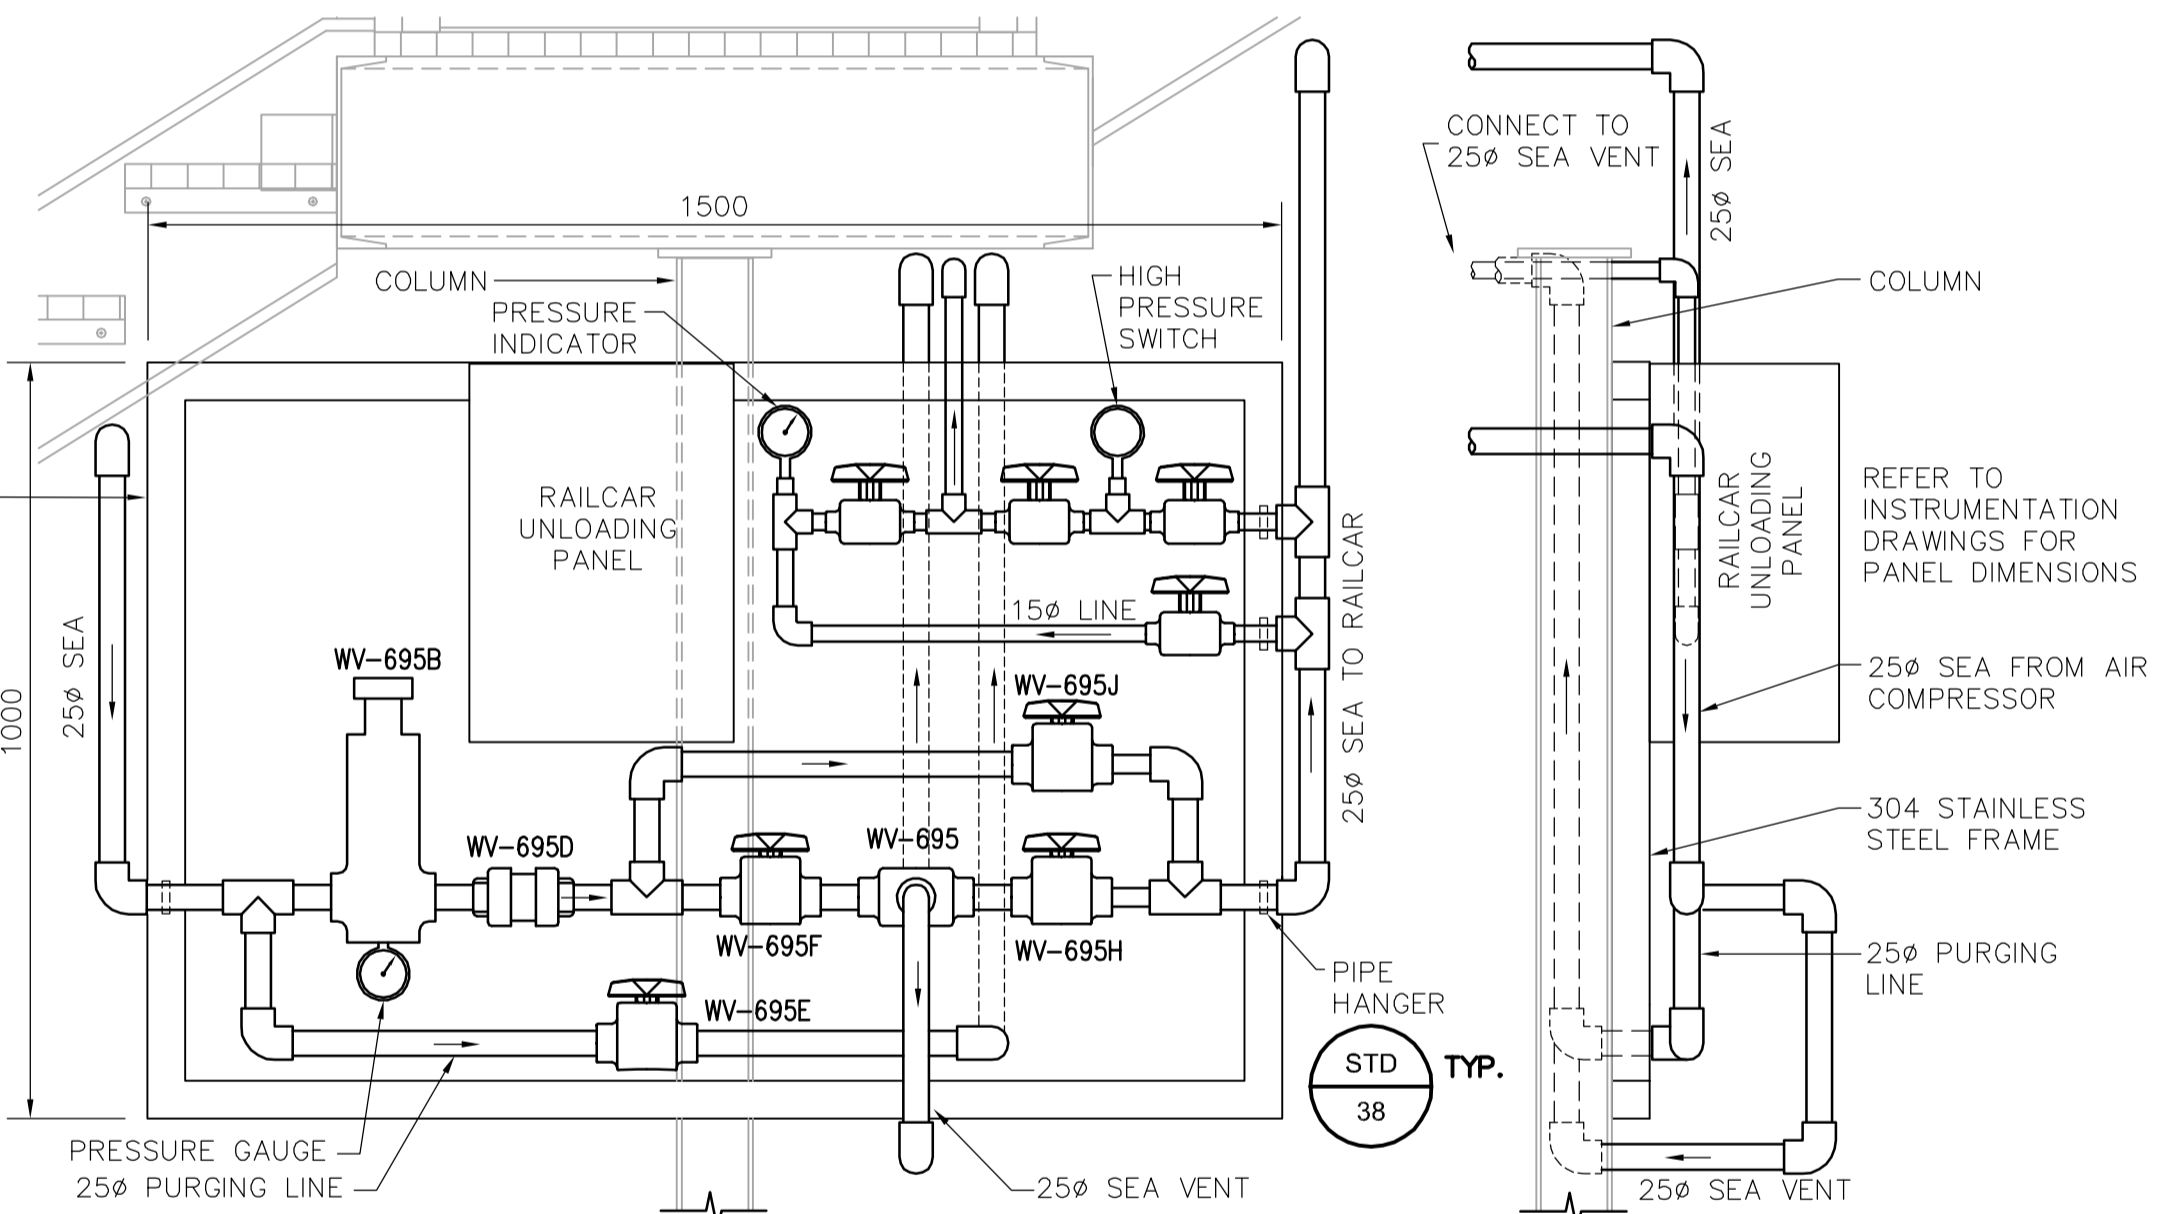 1500
COLUMN
PRESSURE
INDICATOR
HIGH
PRESSURE
SWITCH
1000
25ø SEA
RAILCAR
UNLOADING
PANEL
15ø LINE
WV-695B
WV-695J
WV-695D
WV-695
WV-695F
WV-695H
WV-695E
25ø SEA TO RAILCAR
PIPE
HANGER
STD
38
TYP.
PRESSURE GAUGE
25ø PURGING LINE
25ø SEA VENT
CONNECT TO
25ø SEA VENT
25ø SEA
COLUMN
RAILCAR
UNLOADING
PANEL
REFER TO
INSTRUMENTATION
DRAWINGS FOR
PANEL DIMENSIONS
25ø SEA FROM AIR
COMPRESSOR
304 STAINLESS
STEEL FRAME
25ø PURGING
LINE
25ø SEA VENT